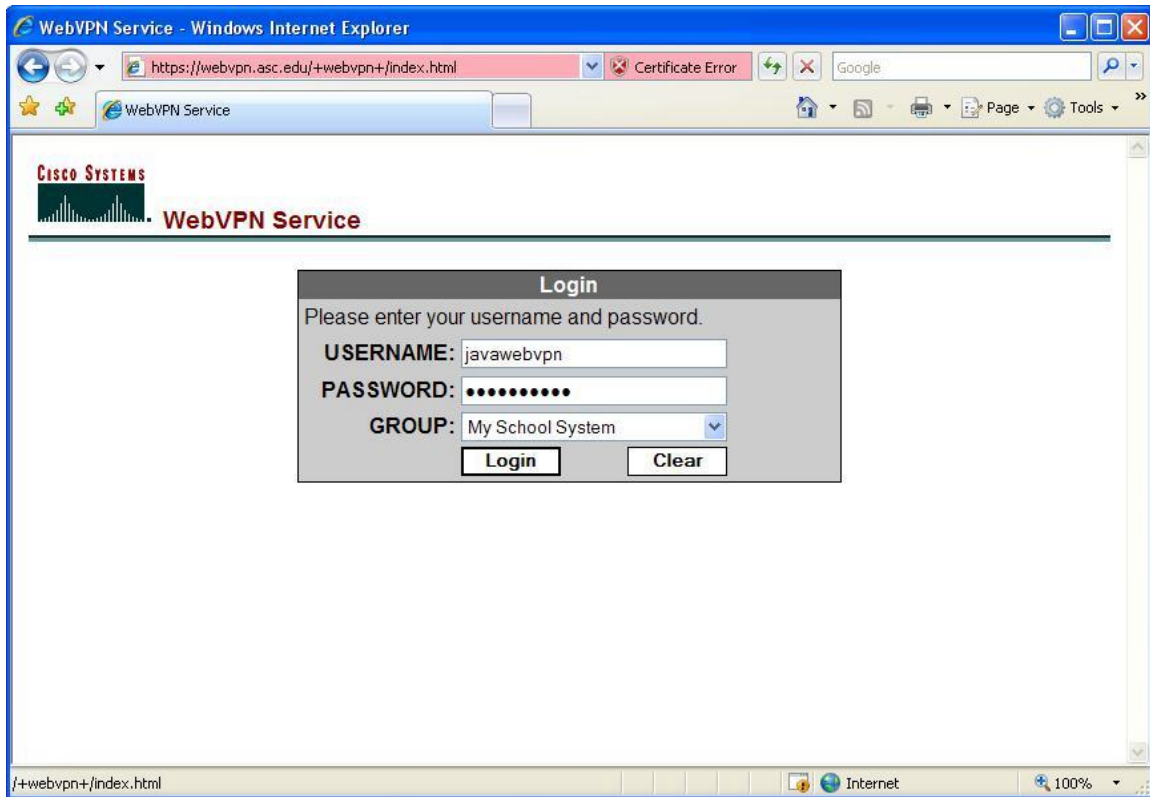 WebVPN Service - Windows Internet Explorer
https://webvpn.asc.edu/+webvpn+/index.html
Certificate Error
Google
WebVPN Service
Page
Tools
»
CISCO SYSTEMS
WebVPN Service
Login
Please enter your username and password.
USERNAME: javawebvpn
PASSWORD: ••••••••••
GROUP: My School System
Login Clear
/+webvpn+/index.html
Internet
100%